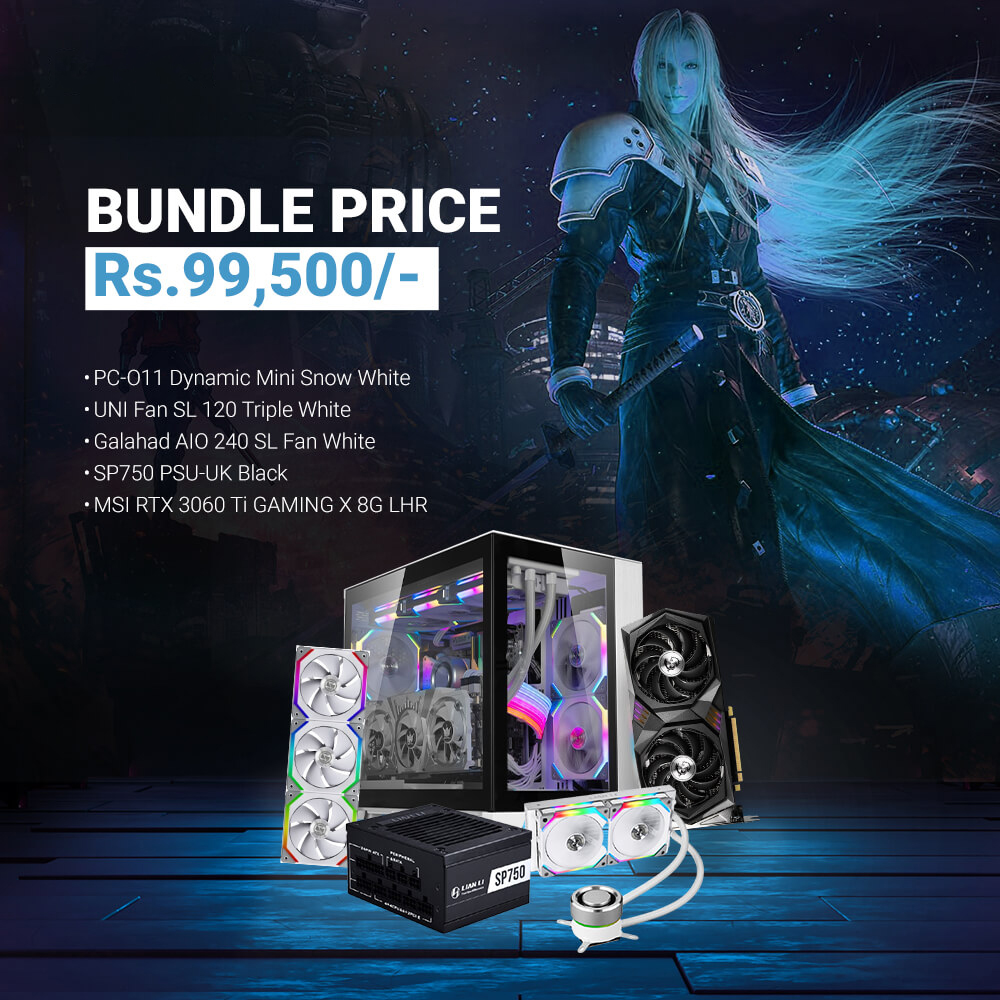 BUNDLE PRICE
Rs.99,500/-
• PC-O11 Dynamic Mini Snow White
• UNI Fan SL 120 Triple White
• Galahad AIO 240 SL Fan White
• SP750 PSU-UK Black
• MSI RTX 3060 Ti GAMING X 8G LHR
PERIPHERAL
LIAN LI
SP750